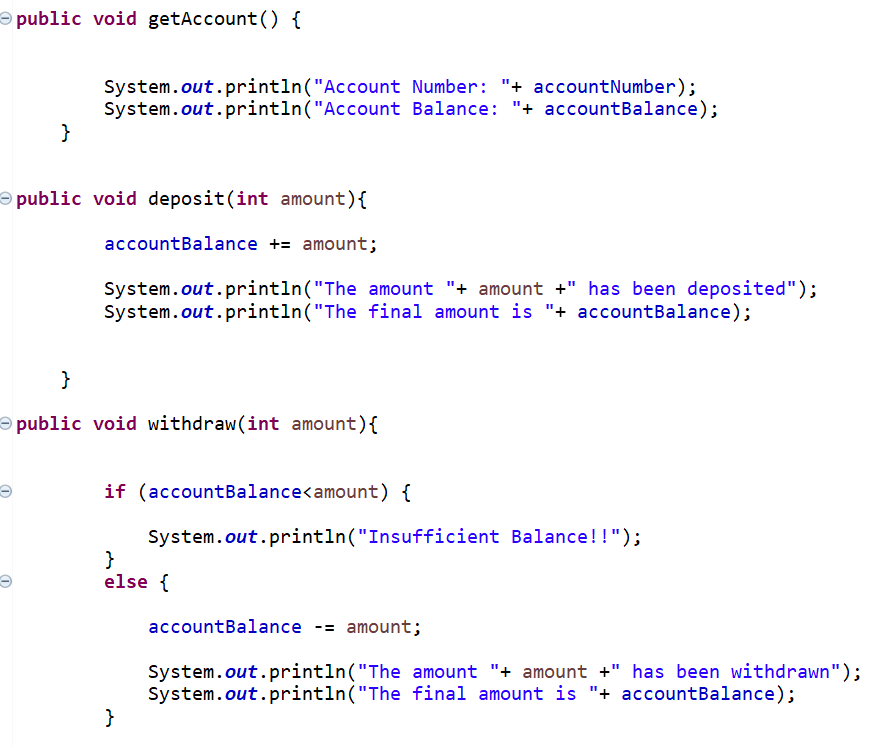 public void getAccount() {
System.out.println("Account Number: "+ accountNumber);
System.out.println("Account Balance: "+ accountBalance);
}
public void deposit(int amount){
accountBalance += amount;
System.out.println("The amount "+ amount +" has been deposited");
System.out.println("The final amount is "+ accountBalance);
}
public void withdraw(int amount){
if (accountBalance<amount) {
System.out.println("Insufficient Balance!!");
}
else {
accountBalance -= amount;
System.out.println("The amount "+ amount +" has been withdrawn");
System.out.println("The final amount is "+ accountBalance);
}